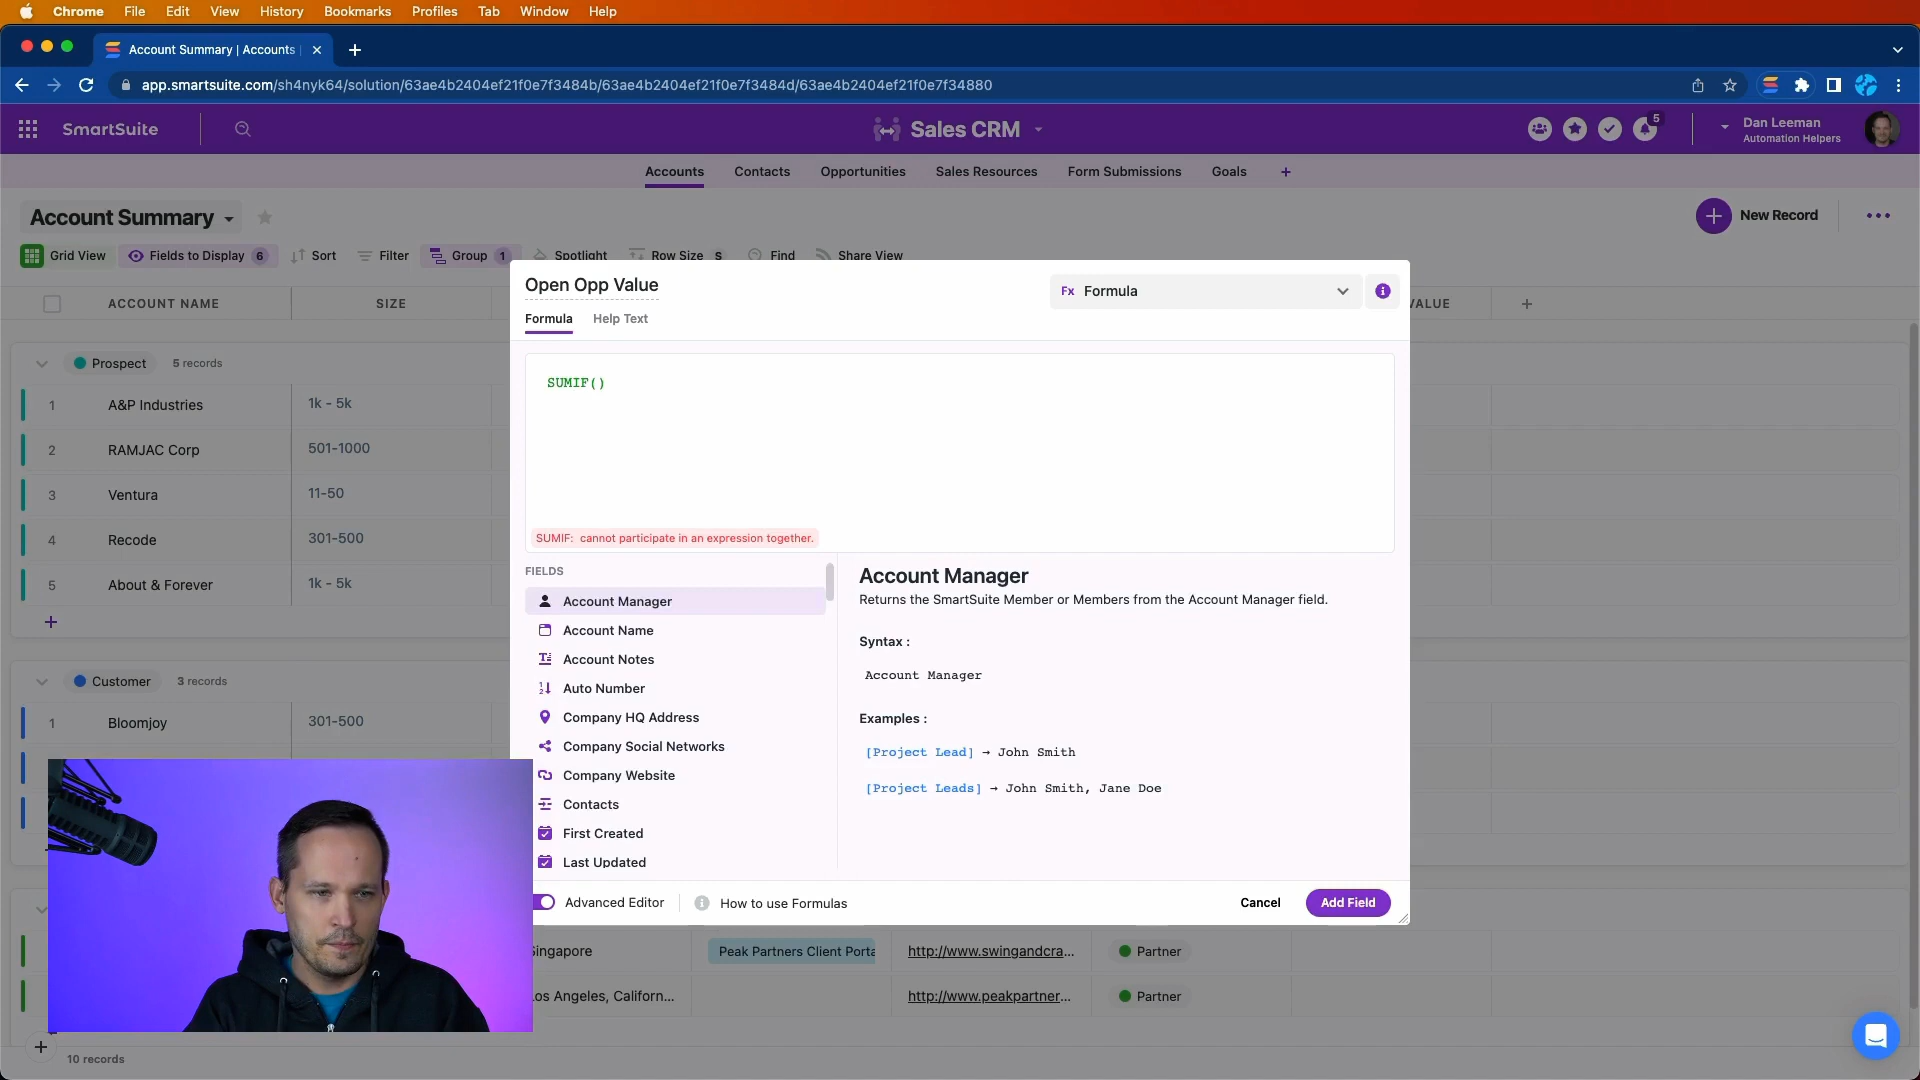 Chrome File Edit View History Bookmarks Profiles Tab Window Help
Account Summary | Accounts
app.smartsuite.com/sh4nyk64/solution/63ae4b2404ef21f0e7f3484b/63ae4b2404ef21f0e7f3484d/63ae4b2404ef21f0e7f34880
SmartSuite Sales CRM 5 Dan Leeman
Automation Helpers
Accounts Contacts Opportunities Sales Resources Form Submissions Goals +
Account Summary New Record
Grid View Fields to Display 6 Sort Filter Group 1 Spotlight Row Size S Find Share View
ACCOUNT NAME SIZE VALUE +
Open Opp Value Fx Formula
Formula Help Text
Prospect 5 records
1 A&P Industries 1k - 5k
2 RAMJAC Corp 501-1000
3 Ventura 11-50
4 Recode 301-500
5 About & Forever 1k - 5k
+
Customer 3 records
1 Bloomjoy 301-500
SUMIF()
SUMIF: cannot participate in an expression together.
FIELDS
Account Manager
Account Name
Account Notes
Auto Number
Company HQ Address
Company Social Networks
Company Website
Contacts
First Created
Last Updated
Account Manager
Returns the SmartSuite Member or Members from the Account Manager field.
Syntax :
Account Manager
Examples :
[Project Lead] → John Smith
[Project Leads] → John Smith, Jane Doe
Advanced Editor How to use Formulas Cancel Add Field
Singapore Peak Partners Client Porta http://www.swingandcra... Partner
Los Angeles, Californ... http://www.peakpartner... Partner
+ 10 records